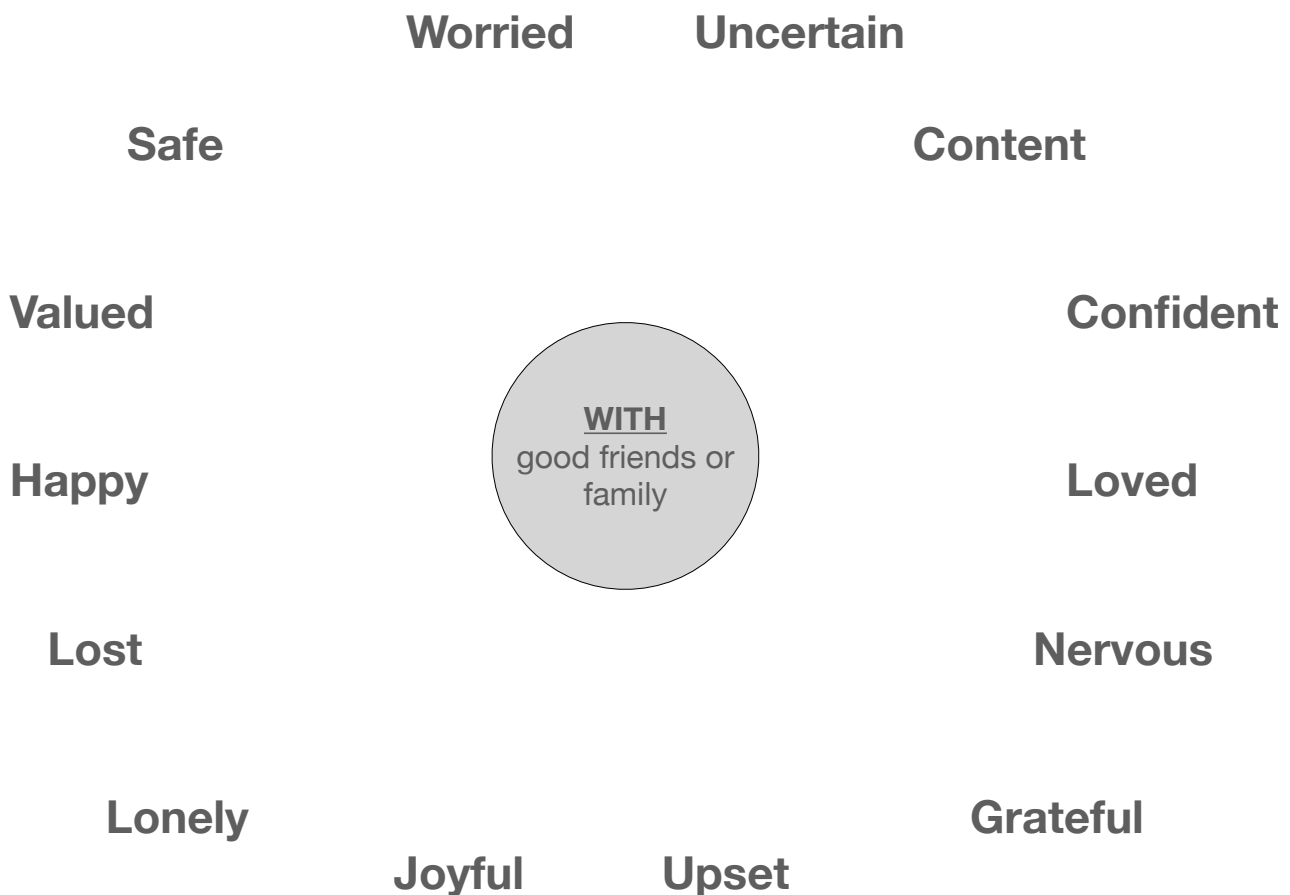 Worried Uncertain
Safe Content
Valued Confident
WITH
good friends or
family
Happy Loved
Lost Nervous
Lonely Grateful
Joyful Upset